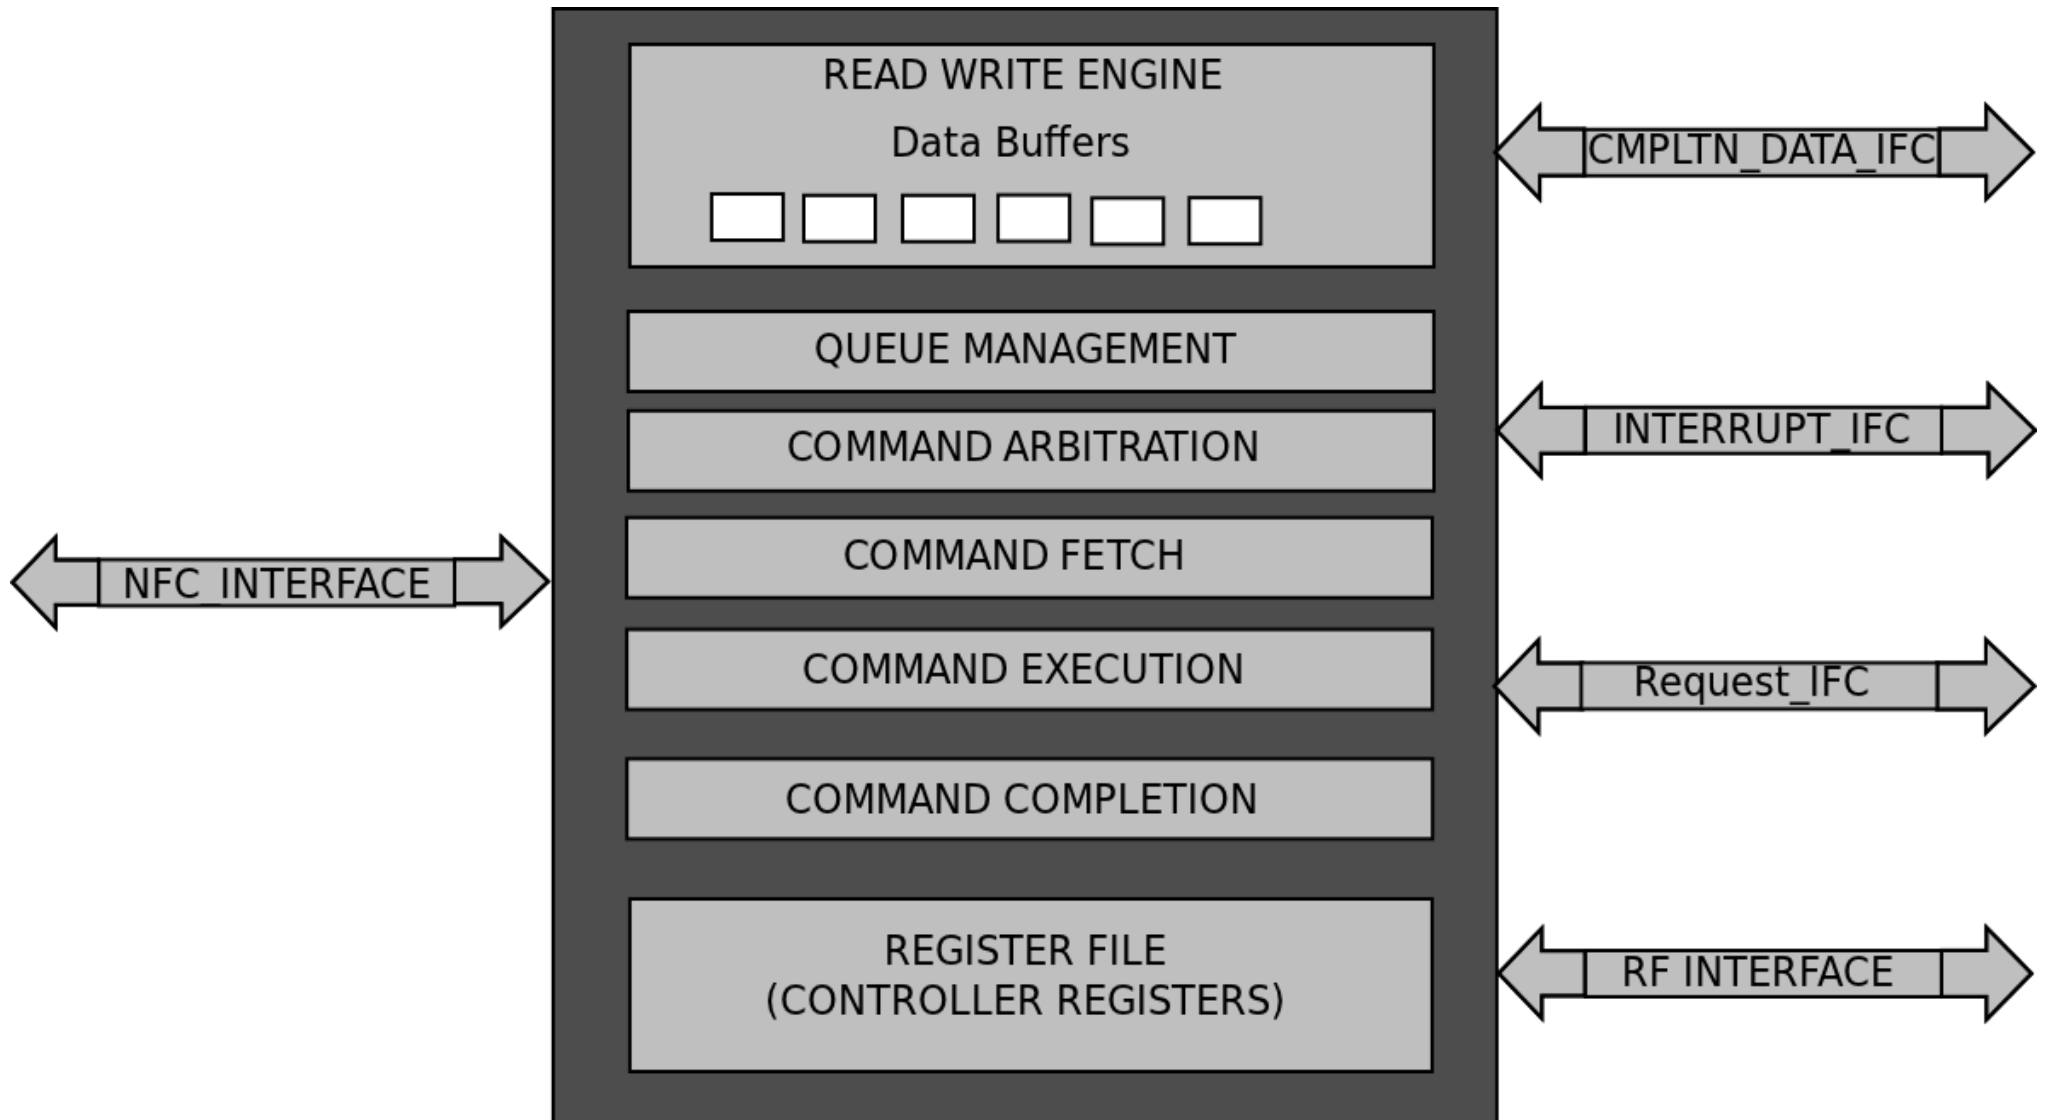 READ WRITE ENGINE
Data Buffers
CMPLTN_DATA_IFC
QUEUE MANAGEMENT
INTERRUPT_IFC
COMMAND ARBITRATION
COMMAND FETCH
NFC_INTERFACE
COMMAND EXECUTION
Request_IFC
COMMAND COMPLETION
REGISTER FILE
(CONTROLLER REGISTERS)
RF INTERFACE